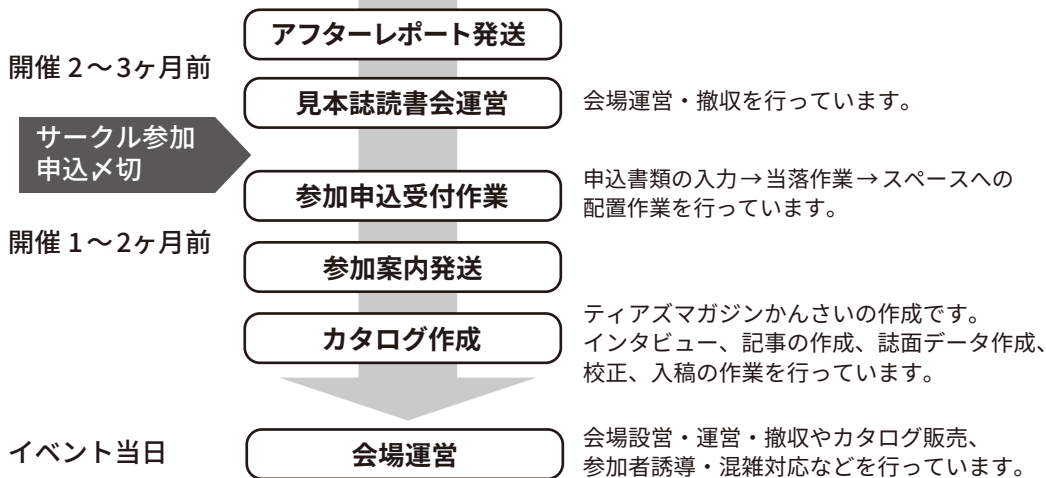 アフターレポート発送
開催 2～3ヶ月前
見本誌読書会運営
会場運営・撤収を行っています。
サークル参加
申込〆切
参加申込受付作業
申込書類の入力→当落作業→スペースへの
配置作業を行っています。
開催 1～2ヶ月前
参加案内発送
カタログ作成
ティアズマガジンかんさいの作成です。
インタビュー、記事の作成、誌面データ作成、
校正、入稿の作業を行っています。
イベント当日
会場運営
会場設営・運営・撤収やカタログ販売、
参加者誘導・混雑対応などを行っています。